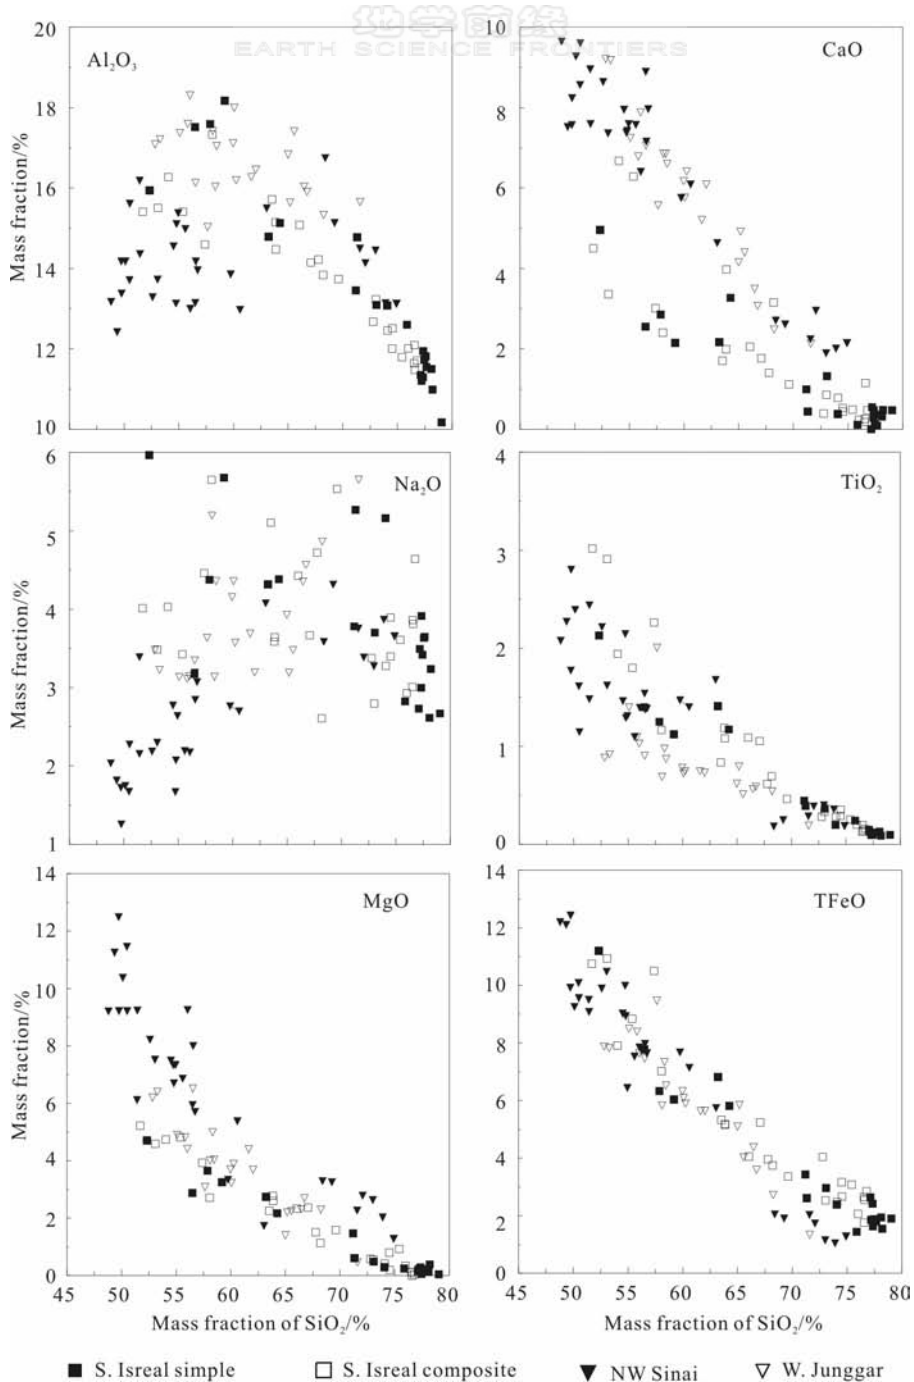 地学前缘
EARTH SCIENCE FRONTIERS
20
18
16
14
12
10
Mass fraction/%
Al₂O₃
10
8
6
4
2
0
Mass fraction/%
CaO
6
5
4
3
2
1
Mass fraction/%
Na₂O
4
3
2
1
0
TiO₂
14
12
10
8
6
4
2
0
Mass fraction/%
MgO
45 50 55 60 65 70 75 80
Mass fraction of SiO₂/%
14
12
10
8
6
4
2
0
TFeO
45 50 55 60 65 70 75 80
Mass fraction of SiO₂/%
S. Isreal simple
S. Isreal composite
NW Sinai
W. Junggar